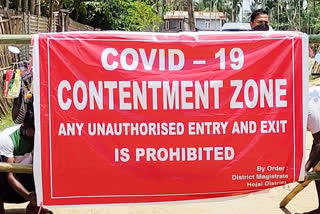 COVID – 19
CONTENTMENT ZONE
ANY UNAUTHORISED ENTRY AND EXIT
IS PROHIBITED
By Order :
District Magistrate
Hojai District